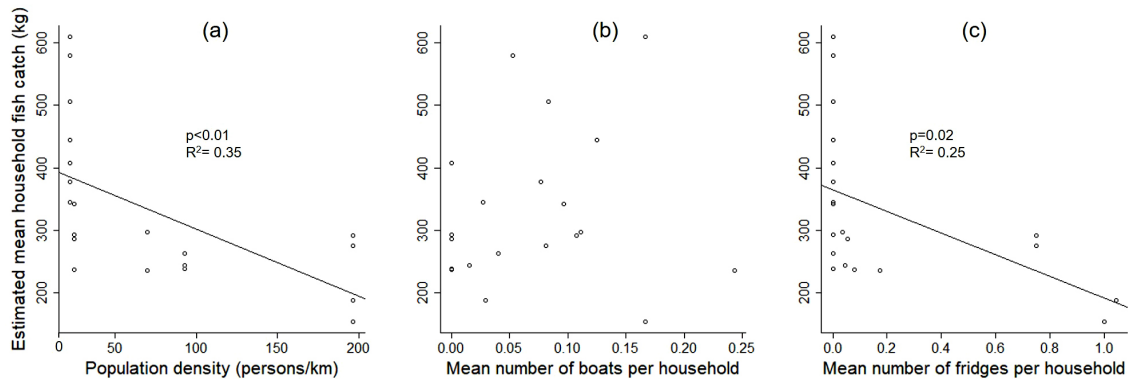 Estimated mean household fish catch (kg)
(a)
600
500
400
300
200
p<0.01
R²= 0.35
0 50 100 200
Population density (persons/km)
(b)
600
500
400
300
200
0.00 0.05 0.10 0.15 0.20 0.25
Mean number of boats per household
(c)
600
500
400
300
200
p=0.02
R²= 0.25
0.0 0.2 0.4 0.6 0.8 1.0
Mean number of fridges per household